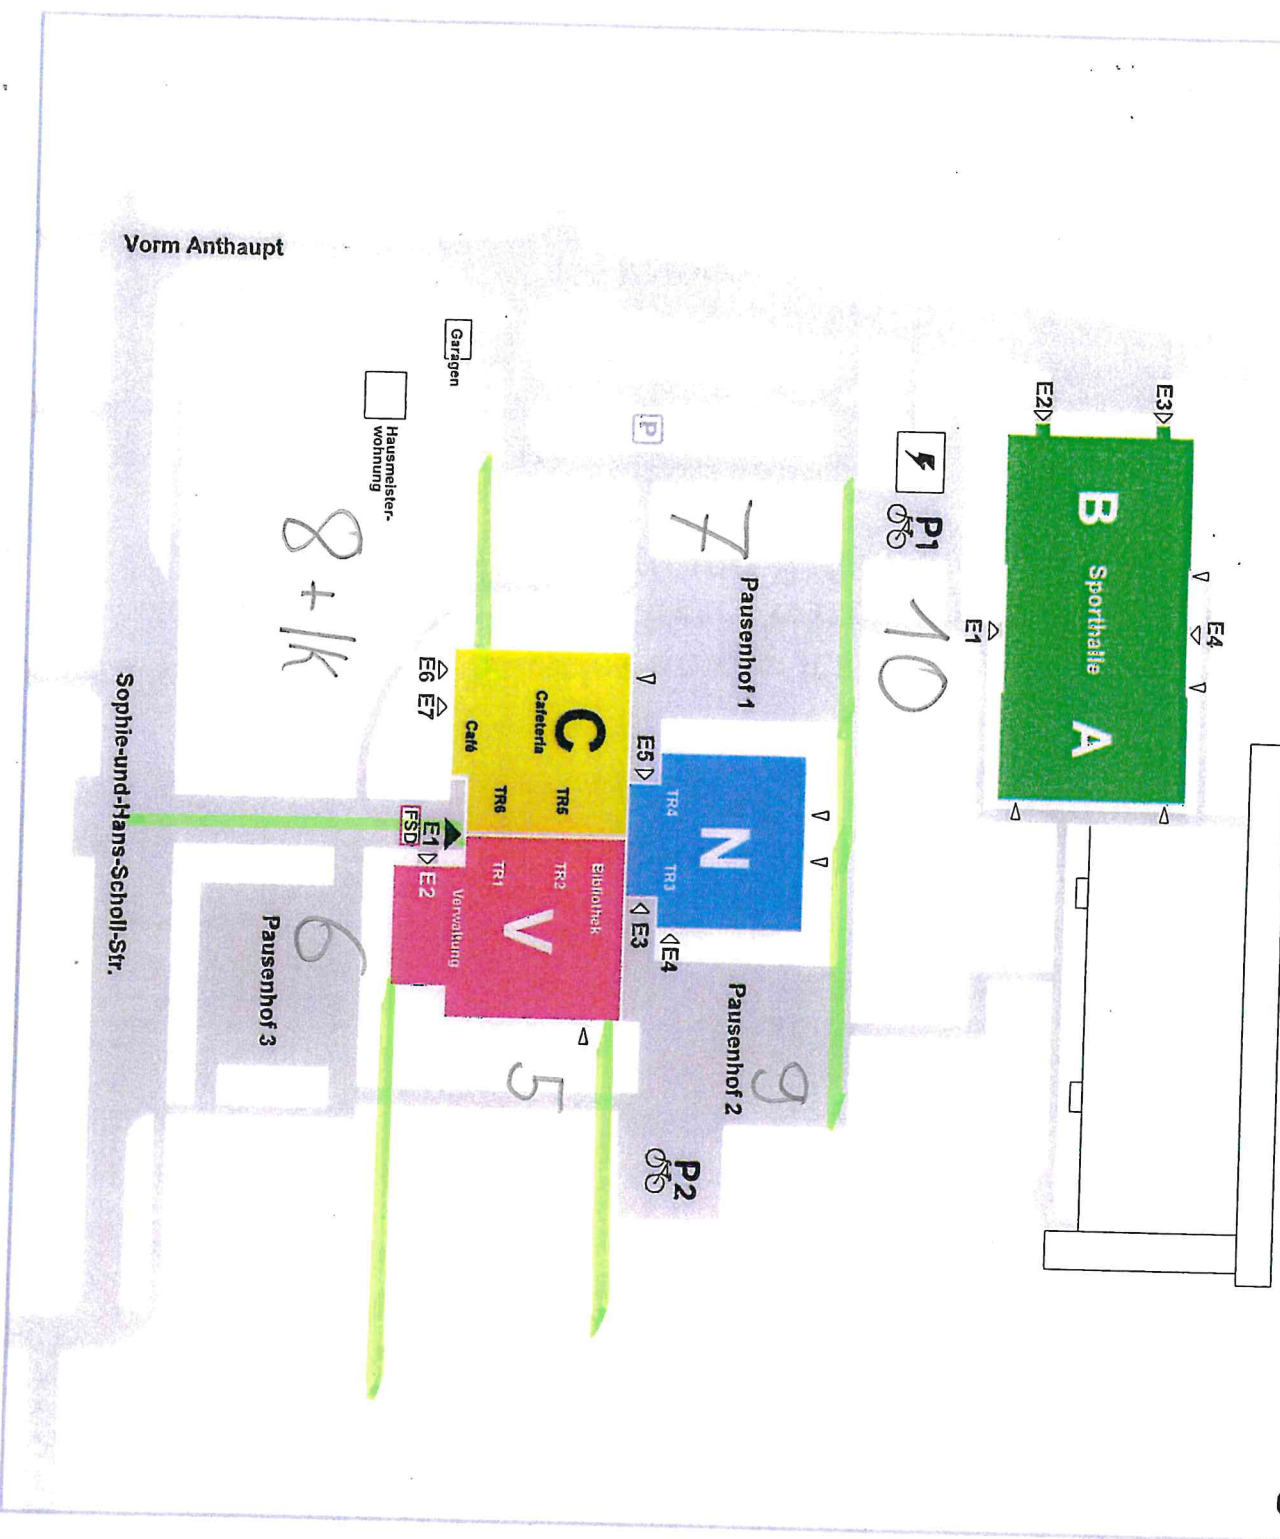 Vorm Anthaupt
Garagen
Hausmeister-
wohnung
8 + IK
Sophie-und-Hans-Scholl-Str.
P
7
Pausenhof 1
P1
10
E2
E3
B Sporthalle A
E1
E4
E6
E7
C
Cafeteria
Café
TR5
TR6
E5
N
TR4
TR3
E1
FSD
E2
V
Verwaltung
TR1
TR2
Bibliothek
E3
E4
6
Pausenhof 3
5
Pausenhof 2
9
P2